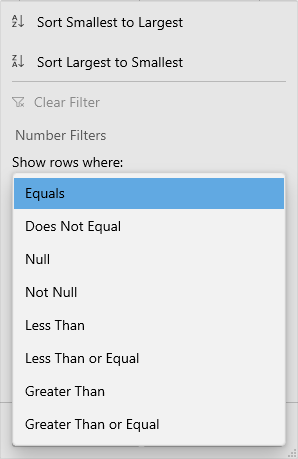 Sort Smallest to Largest
Sort Largest to Smallest
Clear Filter
Number Filters
Show rows where:
Equals
Does Not Equal
Null
Not Null
Less Than
Less Than or Equal
Greater Than
Greater Than or Equal